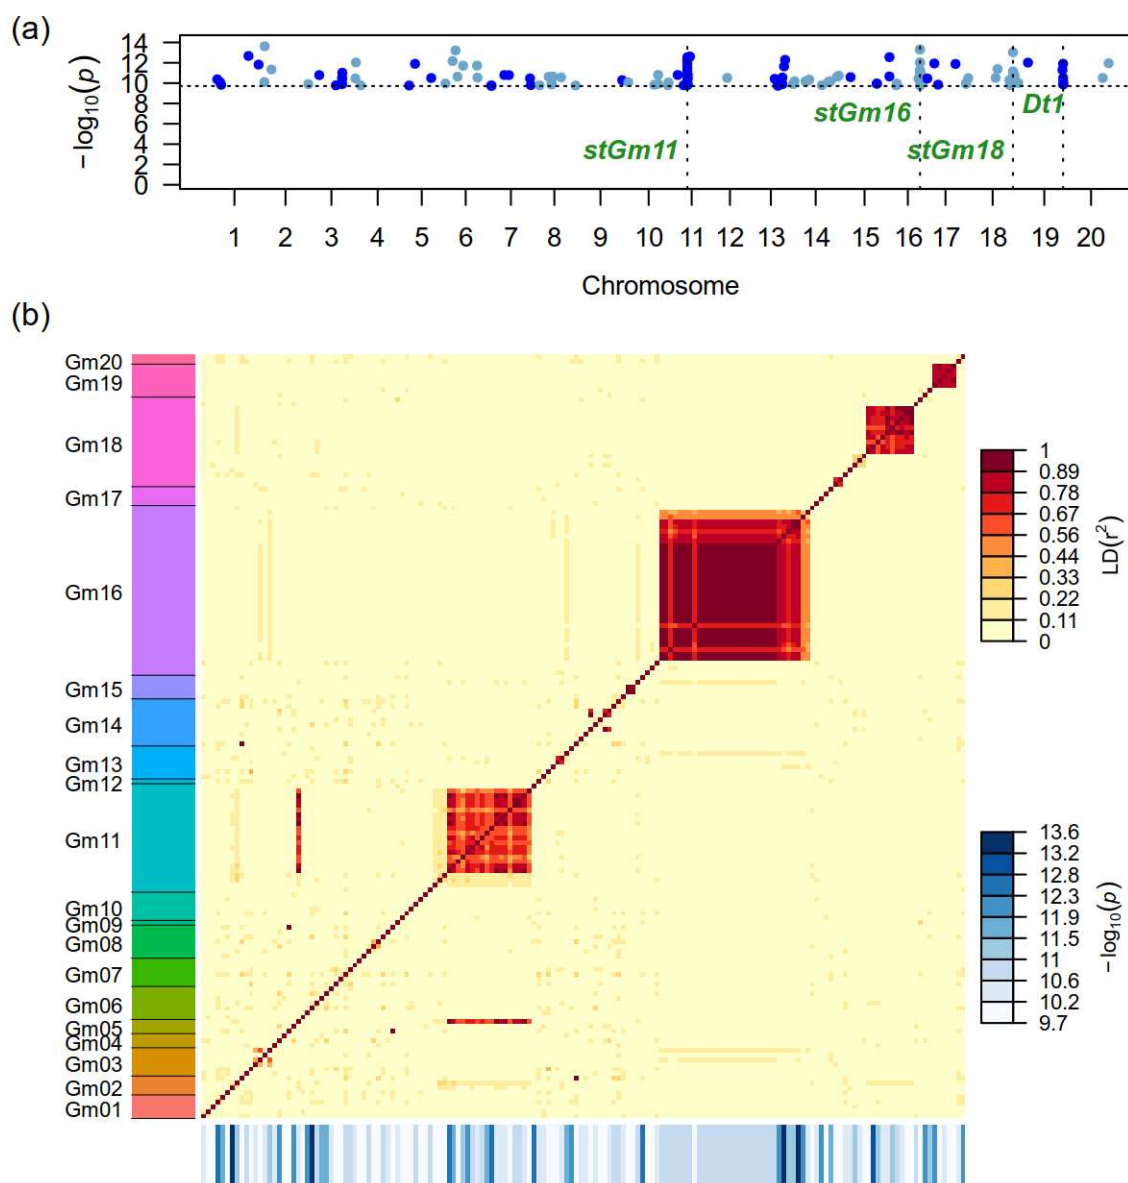 (a)
−log10(p)
14
12
10
8
6
4
2
0
stGm11
stGm16
stGm18
Dt1
1 2 3 4 5 6 7 8 9 10 11 12 13 14 15 16 17 18 19 20
Chromosome
(b)
Gm20
Gm19
Gm18
Gm17
Gm16
Gm15
Gm14
Gm13
Gm12
Gm11
Gm10
Gm09
Gm08
Gm07
Gm06
Gm05
Gm04
Gm03
Gm02
Gm01
1
0.89
0.78
0.67
0.56
0.44
0.33
0.22
0.11
0
LD(r²)
13.6
13.2
12.8
12.3
11.9
11.5
11
10.6
10.2
9.7
−log10(p)